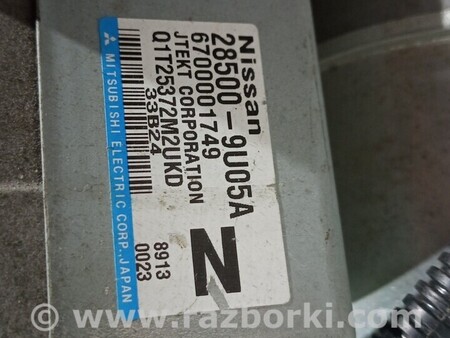 Nissan
28500-9U05A
6700001749
JTEKT CORPORATION
Q1T25372M2UKD
33B24
MITSUBISHI ELECTRIC CORP., JAPAN
N
8913
0023
© www.razborki.com